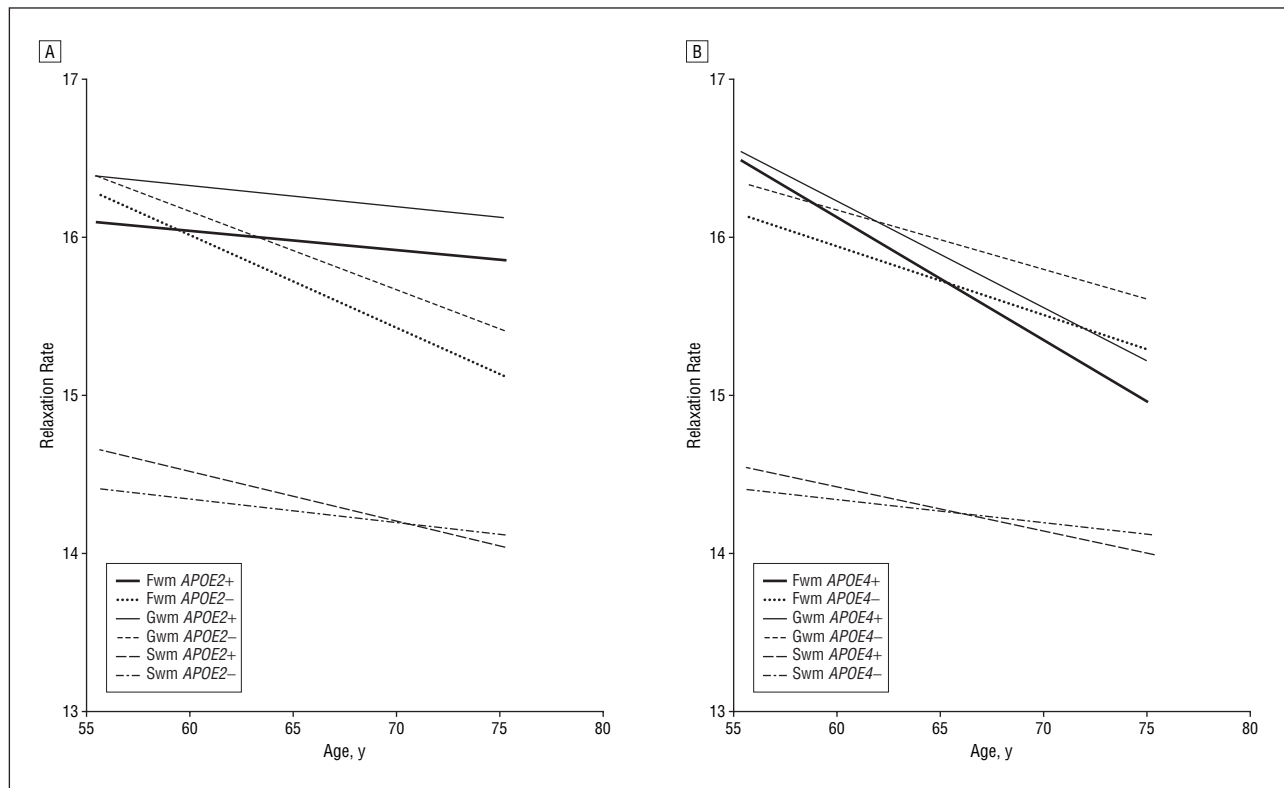 A
17
16
15
14
13
Relaxation Rate
Fwm APOE2+
Fwm APOE2–
Gwm APOE2+
Gwm APOE2–
Swm APOE2+
Swm APOE2–
55 60 65 70 75 80
Age, y
B
17
16
15
14
13
Relaxation Rate
Fwm APOE4+
Fwm APOE4–
Gwm APOE4+
Gwm APOE4–
Swm APOE4+
Swm APOE4–
55 60 65 70 75 80
Age, y